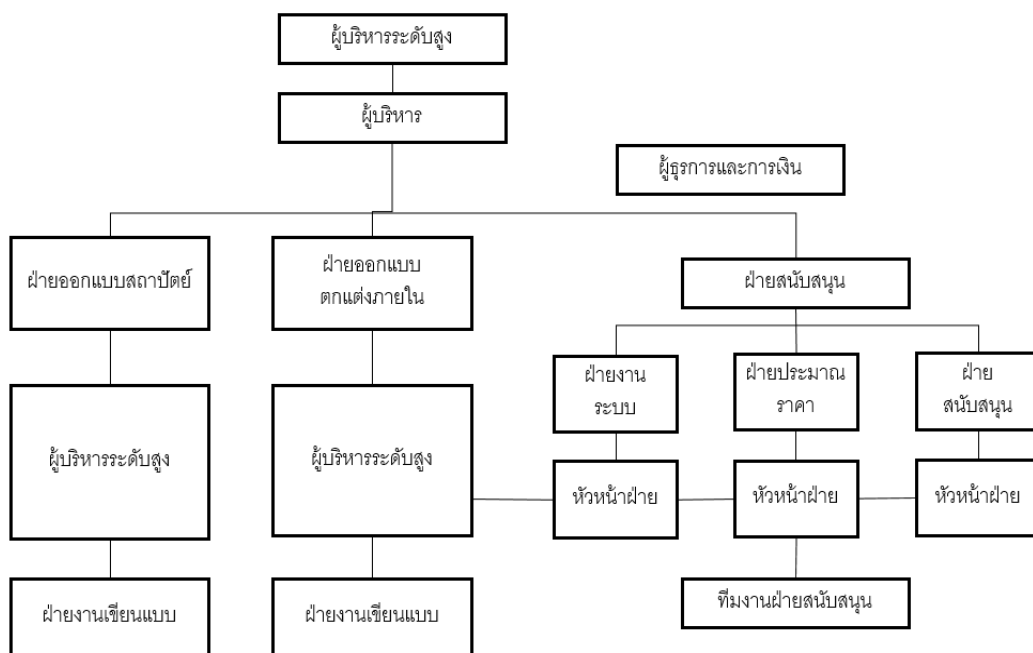 ผู้บริหารระดับสูง
ผู้บริหาร
ผู้ธุรการและการเงิน
ฝ่ายออกแบบสถาปัตย์
ฝ่ายออกแบบ
ตกแต่งภายใน
ฝ่ายสนับสนุน
ฝ่ายงาน
ระบบ
ฝ่ายประมาณ
ราคา
ฝ่าย
สนับสนุน
ผู้บริหารระดับสูง
ผู้บริหารระดับสูง
หัวหน้าฝ่าย
หัวหน้าฝ่าย
หัวหน้าฝ่าย
ฝ่ายงานเขียนแบบ
ฝ่ายงานเขียนแบบ
ทีมงานฝ่ายสนับสนุน